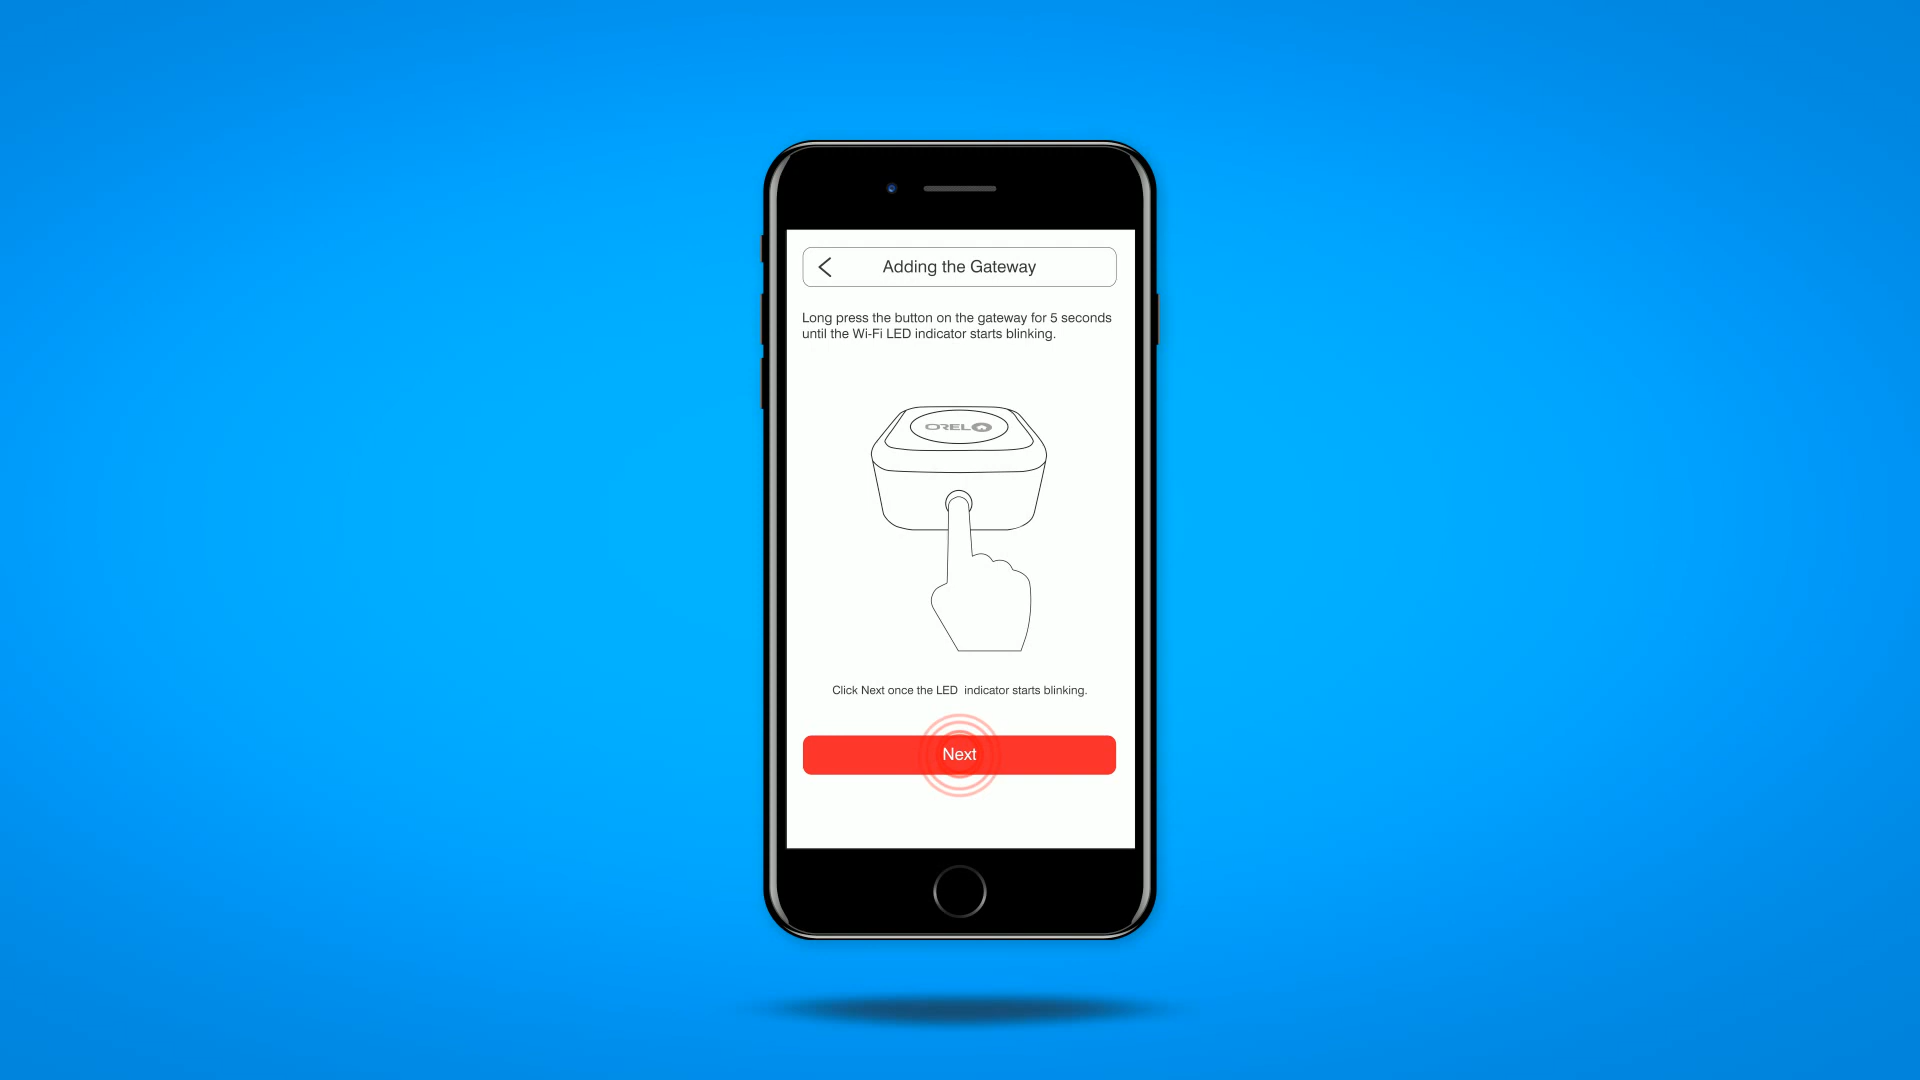 Adding the Gateway
Long press the button on the gateway for 5 seconds
until the Wi-Fi LED indicator starts blinking.
OREL
Click Next once the LED indicator starts blinking.
Next